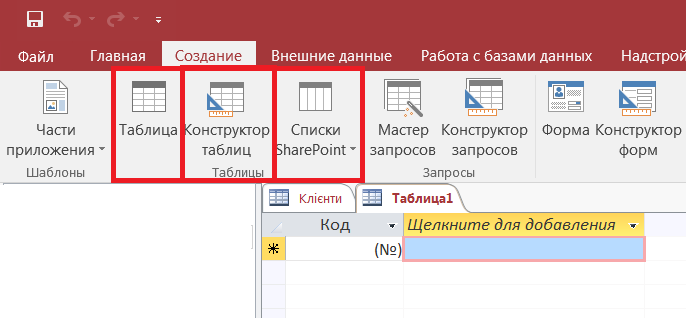 Файл Главная Создание Внешние данные Работа с базами данных Надстрой
Части приложения
Таблица
Конструктор таблиц
Списки SharePoint
Мастер запросов
Конструктор запросов
Форма
Конструктор форм
Шаблоны Таблицы Запросы
Клієнти Таблица1
Код Щелкните для добавления
(№)